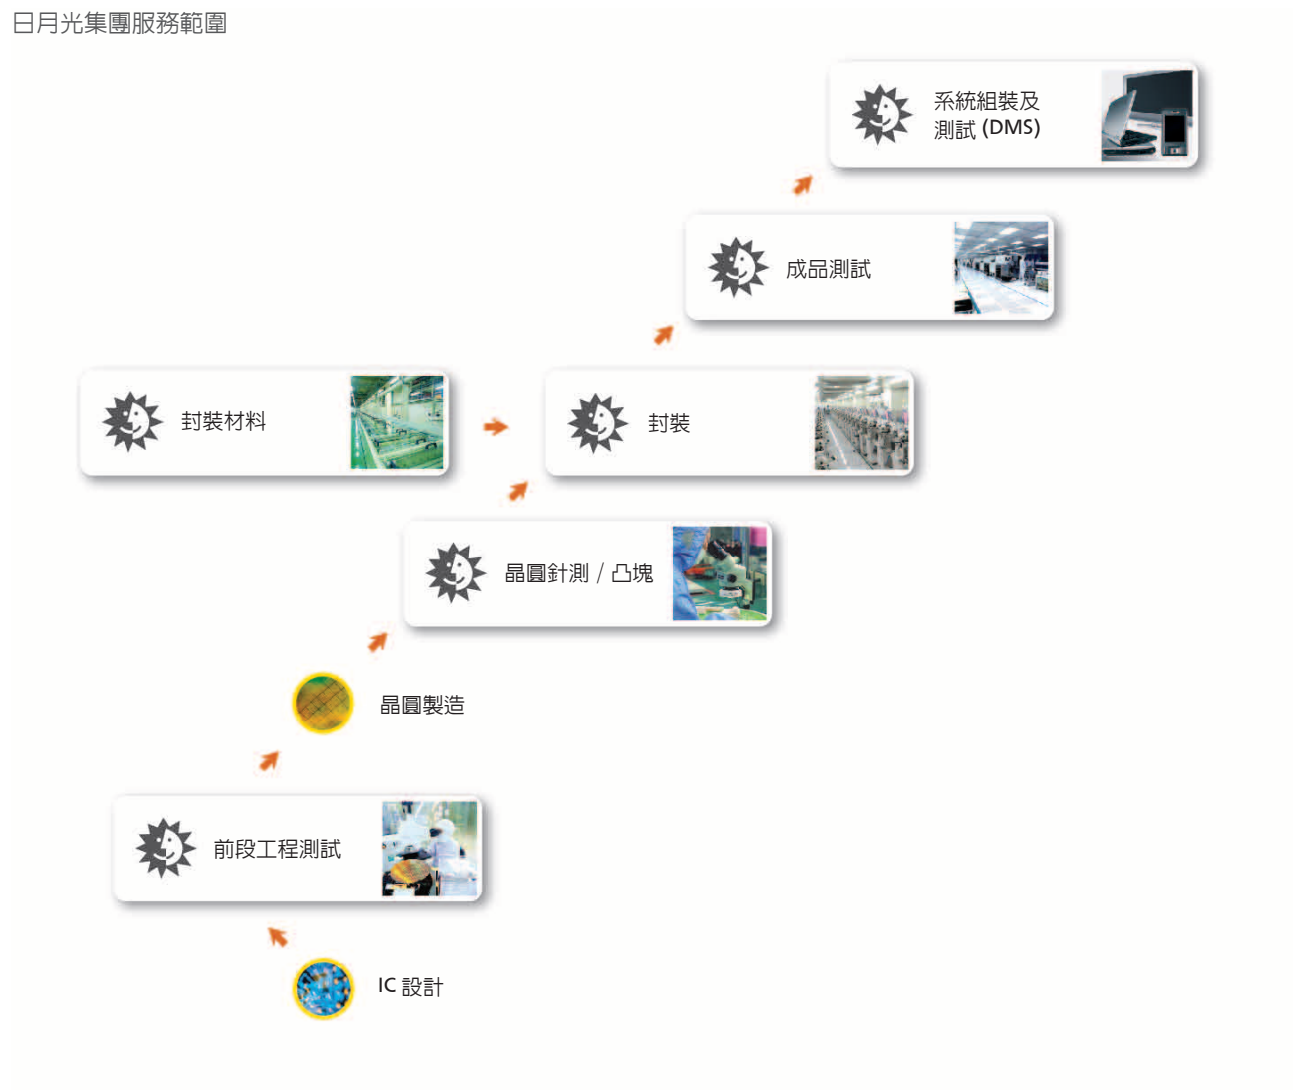 日月光集團服務範圍
系統組裝及
測試 (DMS)
成品測試
封裝材料
封裝
晶圓針測 / 凸塊
晶圓製造
前段工程測試
IC 設計